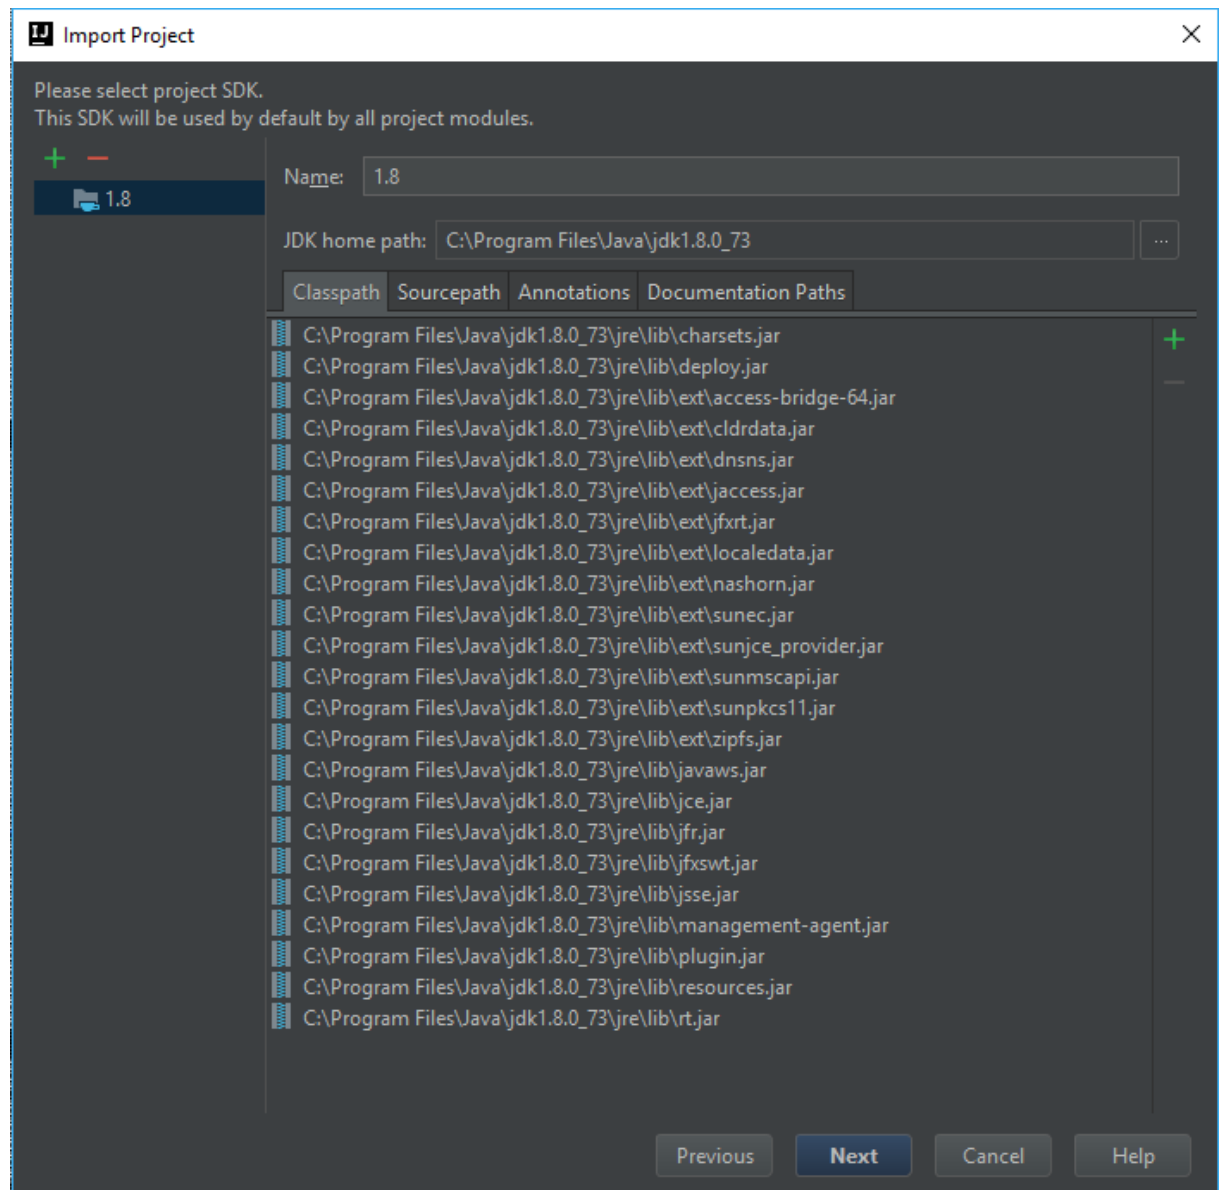 IJ Import Project
Please select project SDK.
This SDK will be used by default by all project modules.
1.8
Name: 1.8
JDK home path: C:\Program Files\Java\jdk1.8.0_73 ...
Classpath Sourcepath Annotations Documentation Paths
C:\Program Files\Java\jdk1.8.0_73\jre\lib\charsets.jar
C:\Program Files\Java\jdk1.8.0_73\jre\lib\deploy.jar
C:\Program Files\Java\jdk1.8.0_73\jre\lib\ext\access-bridge-64.jar
C:\Program Files\Java\jdk1.8.0_73\jre\lib\ext\cldrdata.jar
C:\Program Files\Java\jdk1.8.0_73\jre\lib\ext\dnsns.jar
C:\Program Files\Java\jdk1.8.0_73\jre\lib\ext\jaccess.jar
C:\Program Files\Java\jdk1.8.0_73\jre\lib\ext\jfxrt.jar
C:\Program Files\Java\jdk1.8.0_73\jre\lib\ext\localedata.jar
C:\Program Files\Java\jdk1.8.0_73\jre\lib\ext\nashorn.jar
C:\Program Files\Java\jdk1.8.0_73\jre\lib\ext\sunec.jar
C:\Program Files\Java\jdk1.8.0_73\jre\lib\ext\sunjce_provider.jar
C:\Program Files\Java\jdk1.8.0_73\jre\lib\ext\sunmscapi.jar
C:\Program Files\Java\jdk1.8.0_73\jre\lib\ext\sunpkcs11.jar
C:\Program Files\Java\jdk1.8.0_73\jre\lib\ext\zipfs.jar
C:\Program Files\Java\jdk1.8.0_73\jre\lib\javaws.jar
C:\Program Files\Java\jdk1.8.0_73\jre\lib\jce.jar
C:\Program Files\Java\jdk1.8.0_73\jre\lib\jfr.jar
C:\Program Files\Java\jdk1.8.0_73\jre\lib\jfxswt.jar
C:\Program Files\Java\jdk1.8.0_73\jre\lib\jsse.jar
C:\Program Files\Java\jdk1.8.0_73\jre\lib\management-agent.jar
C:\Program Files\Java\jdk1.8.0_73\jre\lib\plugin.jar
C:\Program Files\Java\jdk1.8.0_73\jre\lib\resources.jar
C:\Program Files\Java\jdk1.8.0_73\jre\lib\rt.jar
Previous Next Cancel Help